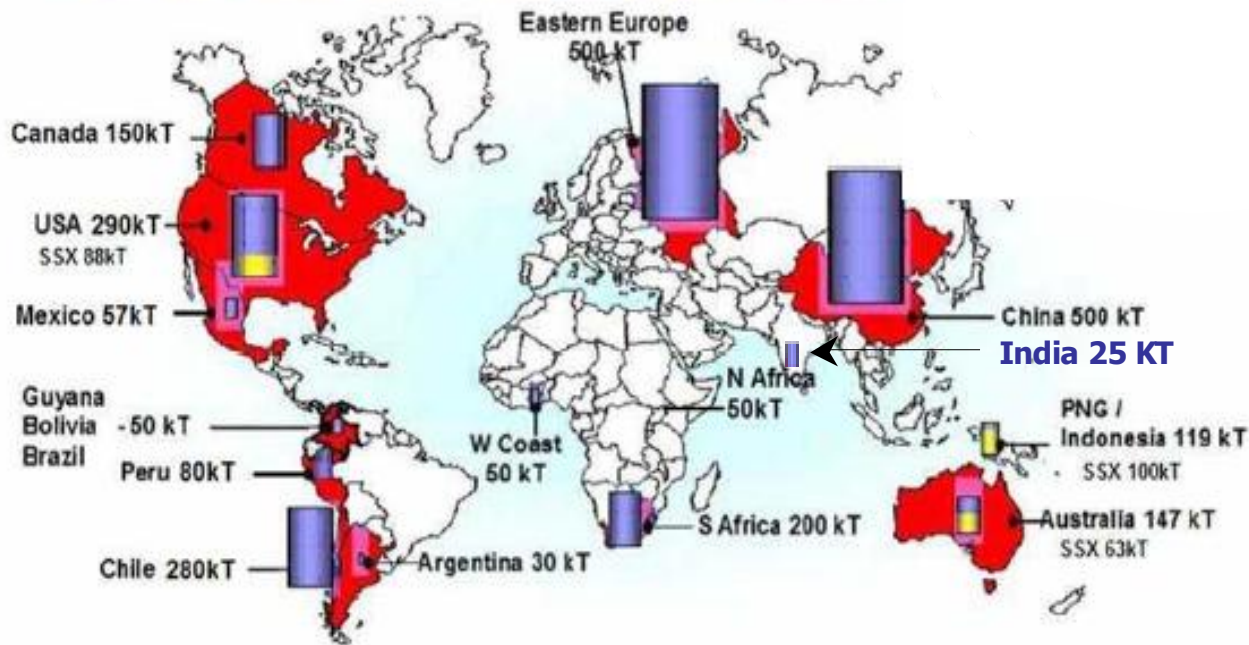 Eastern Europe
500 kT
Canada 150kT
USA 290kT
SSX 88kT
Mexico 57kT
China 500 kT
India 25 KT
N Africa
50kT
Guyana
Bolivia - 50 kT
Brazil
W Coast
50 kT
PNG /
Indonesia 119 kT
SSX 100kT
Peru 80kT
S Africa 200 kT
Australia 147 kT
SSX 63kT
Chile 280kT
Argentina 30 kT